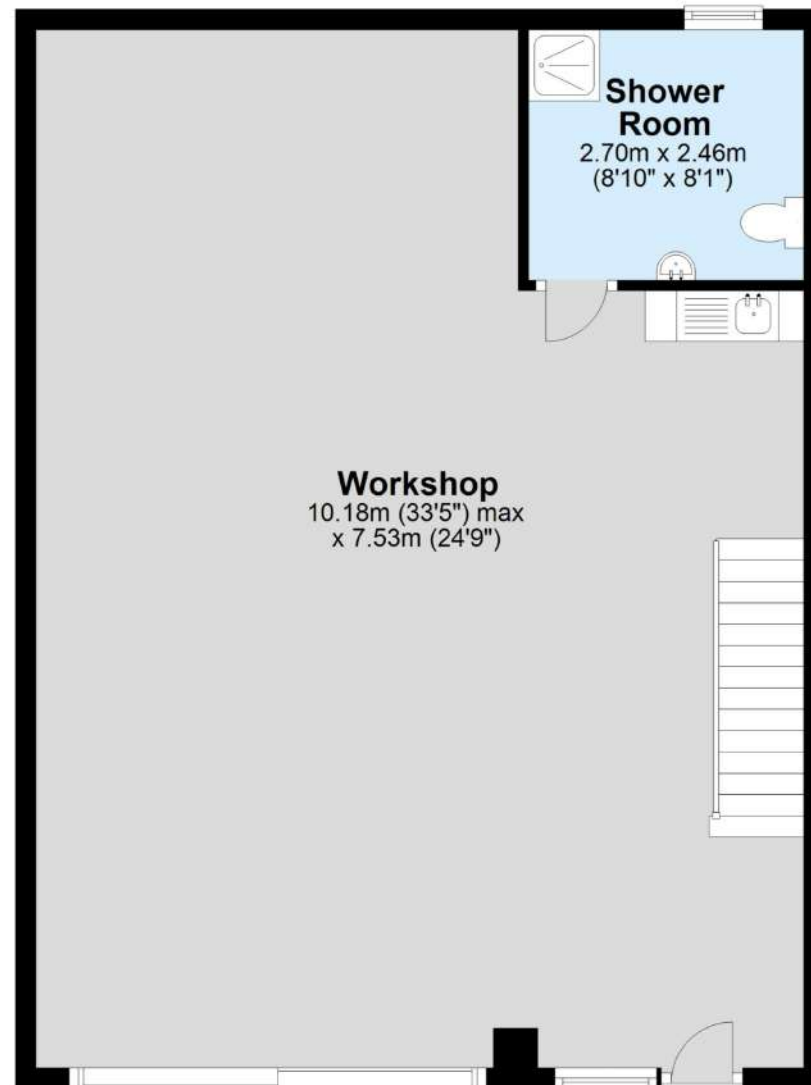 Shower
Room
2.70m x 2.46m
(8'10" x 8'1")
Workshop
10.18m (33'5") max
x 7.53m (24'9")